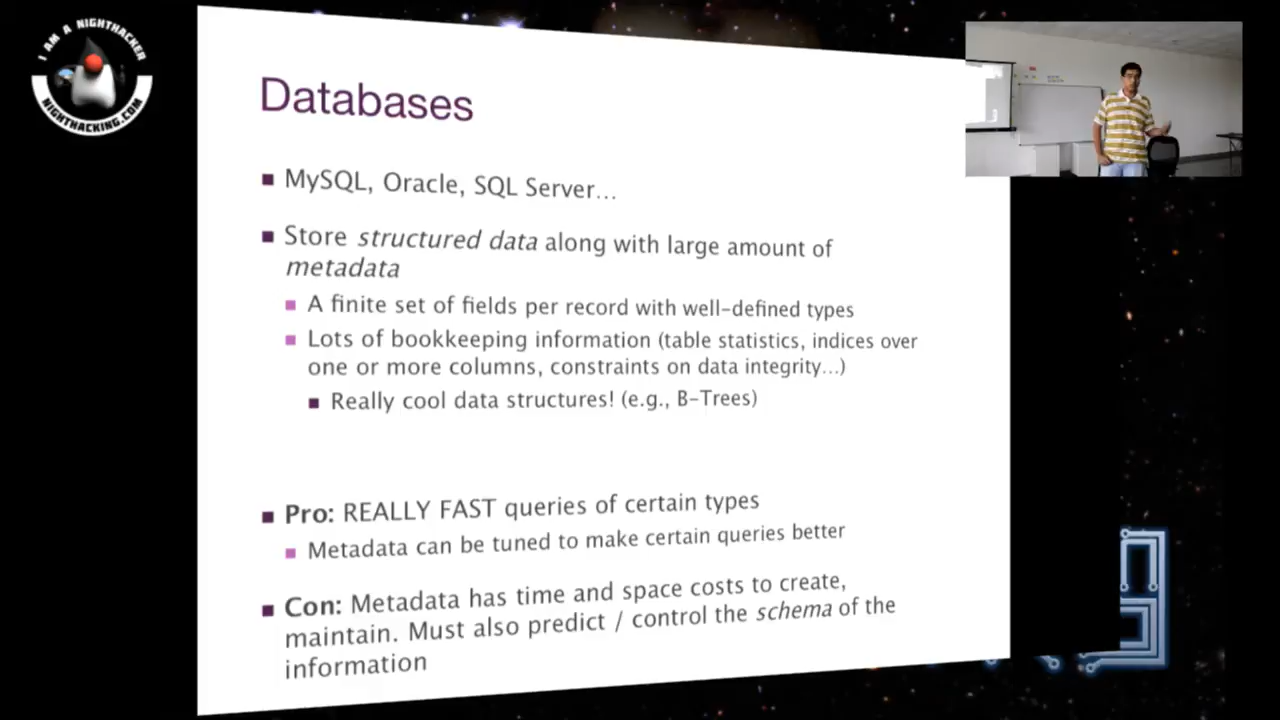 I AM A NIGHTHACKER
NIGHTHACKING.COM
Databases
MySQL, Oracle, SQL Server...
Store structured data along with large amount of
metadata
A finite set of fields per record with well-defined types
Lots of bookkeeping information (table statistics, indices over
one or more columns, constraints on data integrity...)
Really cool data structures! (e.g., B-Trees)
Pro: REALLY FAST queries of certain types
Metadata can be tuned to make certain queries better
Con: Metadata has time and space costs to create,
maintain. Must also predict / control the schema of the
information